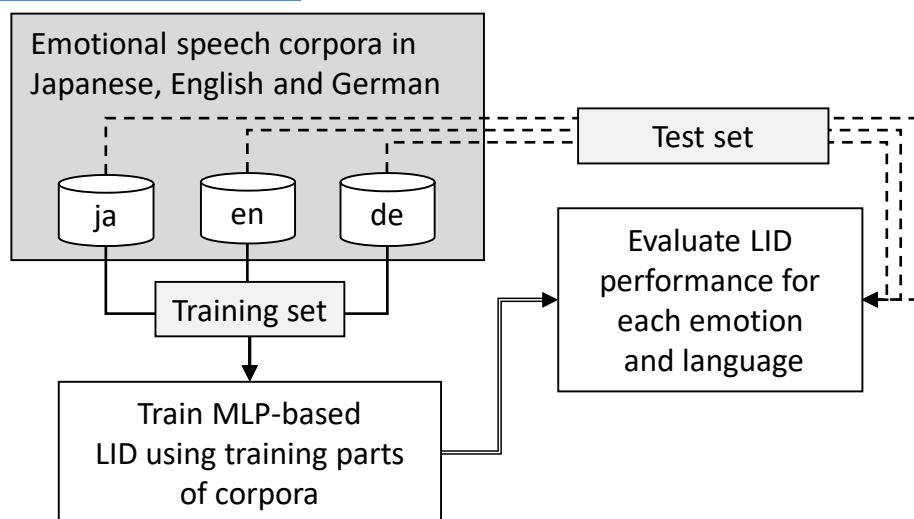 Emotional speech corpora in
Japanese, English and German
Test set
ja
en
de
Training set
Evaluate LID
performance for
each emotion
and language
Train MLP-based
LID using training parts
of corpora